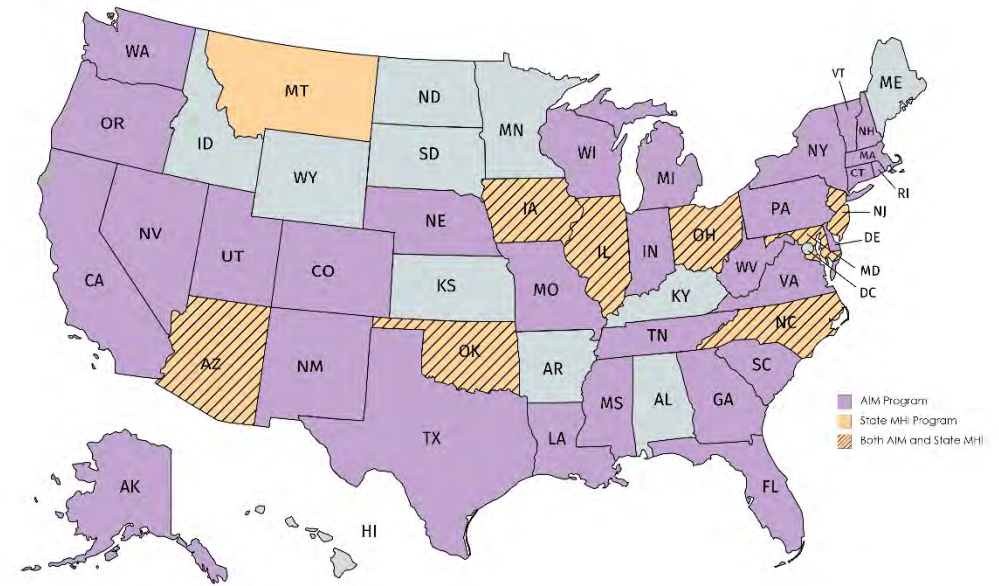 WA
MT
ND
MN
ME
VT
OR
ID
SD
WI
NH
NY
MA
WY
MI
CT
RI
IA
NE
PA
NJ
NV
IL
OH
DE
UT
IN
CO
WV
CA
MD
KS
MO
VA
KY
DC
NC
TN
OK
AZ
NM
AR
SC
MS
AL
GA
AIM Program
State MHI Program
TX
LA
Both AIM and State MHI
AK
FL
HI